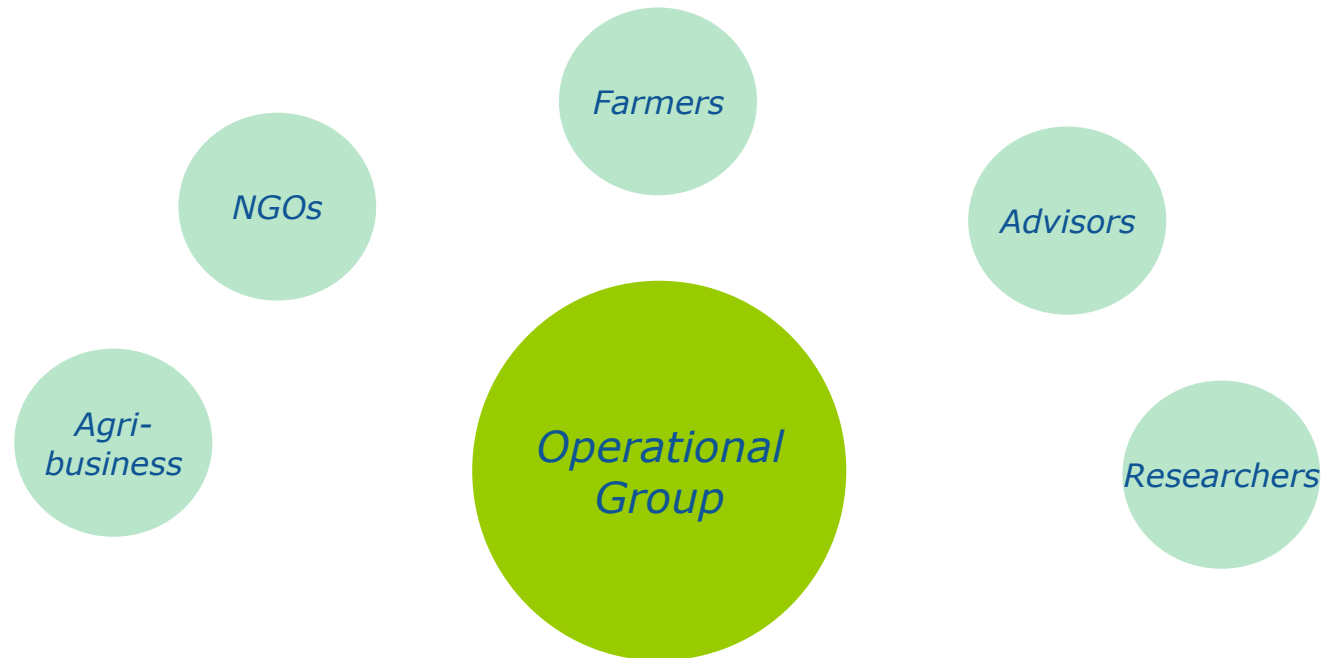 Farmers
NGOs
Advisors
Agri-
business
Operational
Group
Researchers